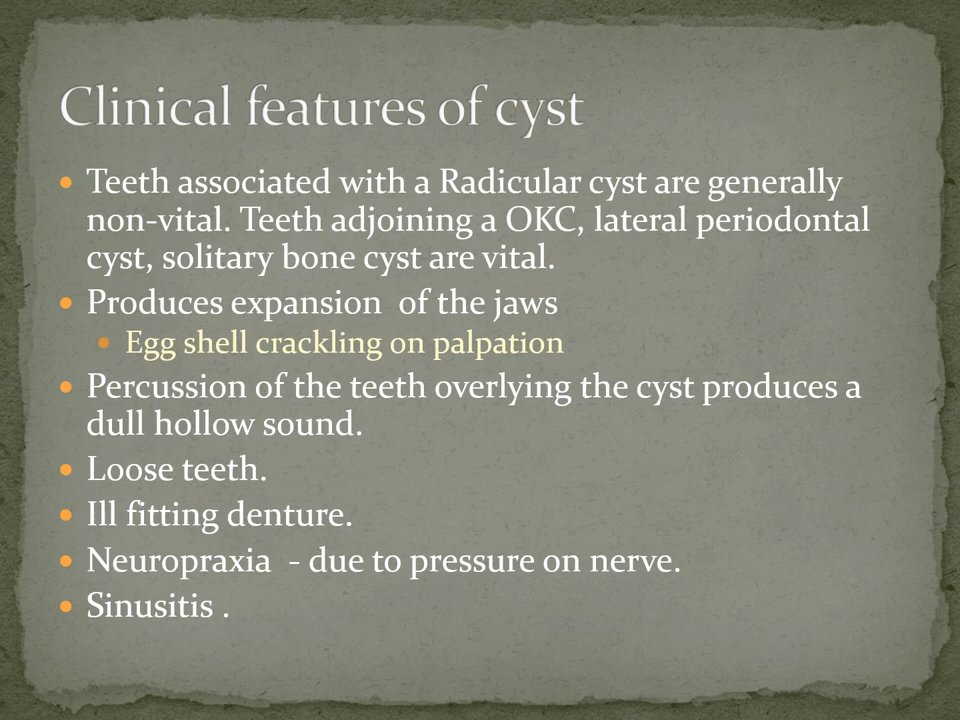 Clinical features of cyst
Teeth associated with a Radicular cyst are generally
non-vital. Teeth adjoining a OKC, lateral periodontal
cyst, solitary bone cyst are vital.
Produces expansion of the jaws
Egg shell crackling on palpation
Percussion of the teeth overlying the cyst produces a
dull hollow sound.
Loose teeth.
Ill fitting denture.
Neuropraxia - due to pressure on nerve.
Sinusitis .